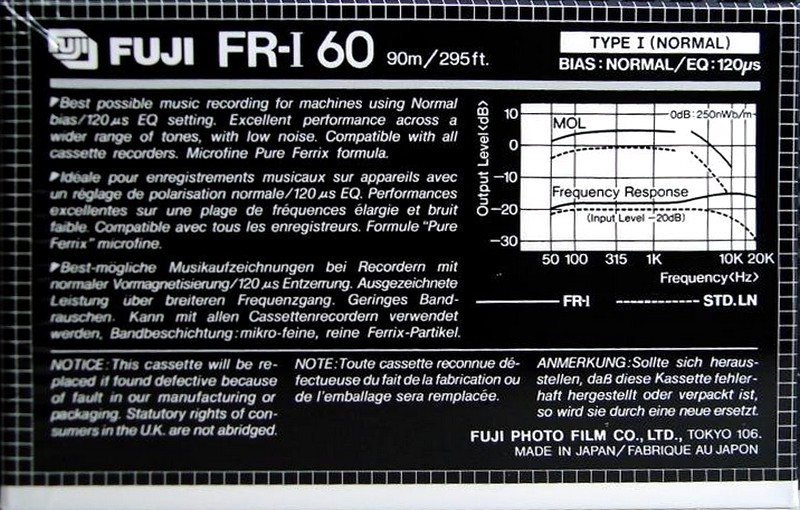 FUJI FUJI FR-I 60 90m/295ft.
TYPE I (NORMAL)
BIAS:NORMAL/EQ:120μs
▶Best possible music recording for machines using Normal
bias/120μs EQ setting. Excellent performance across a
wider range of tones, with low noise. Compatible with all
cassette recorders. Microfine Pure Ferrix formula.
▶Idéale pour enregistrements musicaux sur appareils avec
un réglage de polarisation normale/120μs EQ. Performances
excellentes sur une plage de fréquences élargie et bruit
faible. Compatible avec tous les enregistreurs. Formule "Pure
Ferrix" microfine.
▶Best-mögliche Musikaufzeichnungen bei Recordern mit
normaler Vormagnetisierung/120μs Entzerrung. Ausgezeichnete
Leistung über breiteren Frequenzgang. Geringes Band-
rauschen. Kann mit allen Cassettenrecordern verwendet
werden, Bandbeschichtung:mikro-feine, reine Ferrix-Partikel.
Output Level<dB>
10
0
-10
-20
-30
0dB:250nWb/m
MOL
Frequency Response
(Input Level -20dB)
50 100 315 1K 10K 20K
Frequency<Hz>
FR-I STD.LN
NOTICE:This cassette will be re-
placed if found defective because
of fault in our manufacturing or
packaging. Statutory rights of con-
sumers in the U.K. are not abridged.
NOTE:Toute cassette reconnue dé-
fectueuse du fait de la fabrication ou
de l'emballage sera remplacée.
ANMERKUNG:Sollte sich heraus-
stellen, daß diese Kassette fehler-
haft hergestellt oder verpackt ist,
so wird sie durch eine neue ersetzt.
FUJI PHOTO FILM CO., LTD., TOKYO 106.
MADE IN JAPAN/FABRIQUE AU JAPON